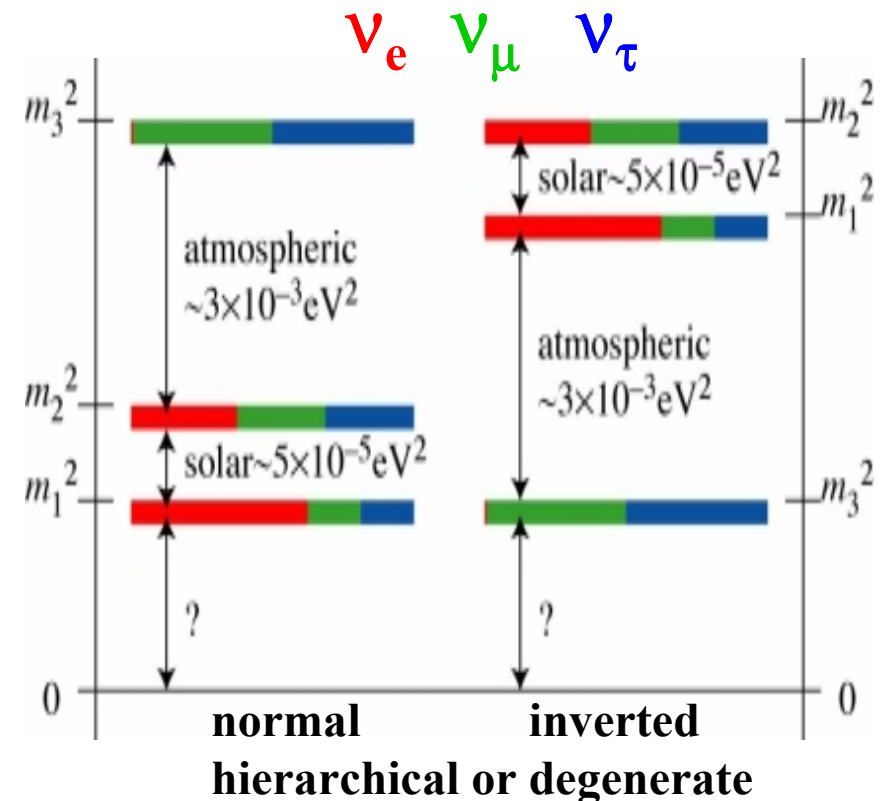 νe νμ ντ
m3²
m2²
solar~5×10⁻⁵eV²
m1²
atmospheric
~3×10⁻³eV²
atmospheric
~3×10⁻³eV²
m2²
solar~5×10⁻⁵eV²
m1²
m3²
?
?
0
0
normal inverted
hierarchical or degenerate